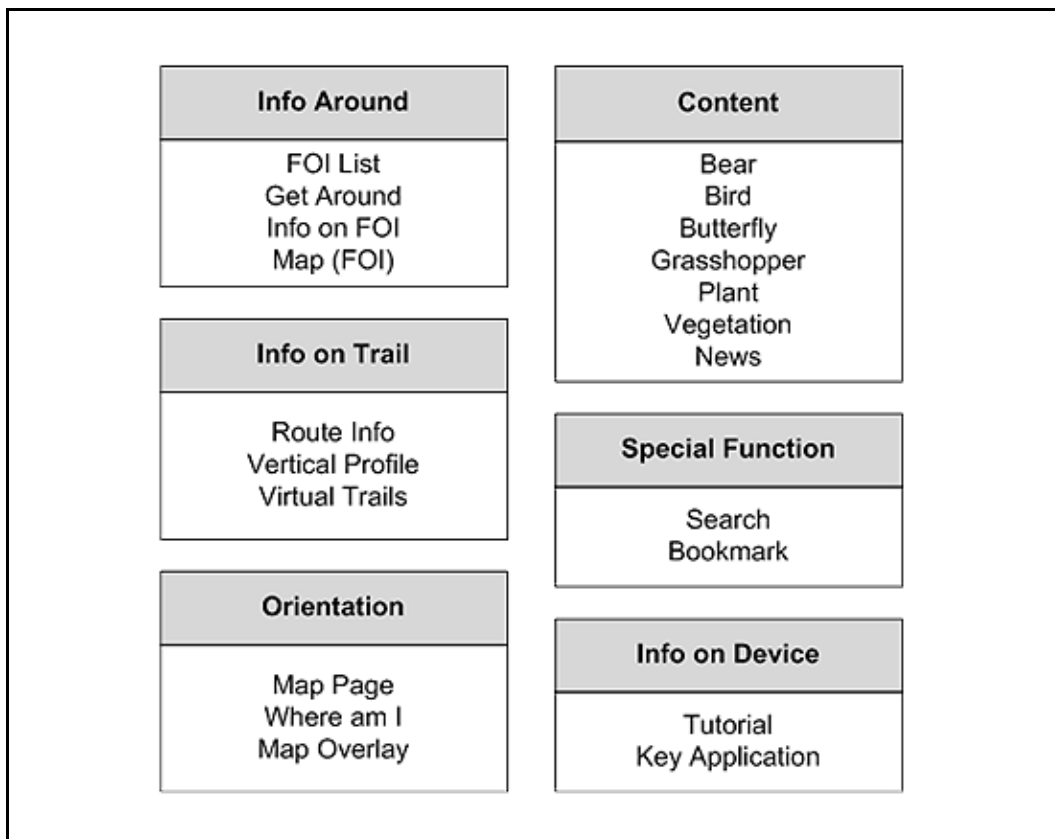 Info Around
FOI List
Get Around
Info on FOI
Map (FOI)
Info on Trail
Route Info
Vertical Profile
Virtual Trails
Orientation
Map Page
Where am I
Map Overlay
Content
Bear
Bird
Butterfly
Grasshopper
Plant
Vegetation
News
Special Function
Search
Bookmark
Info on Device
Tutorial
Key Application